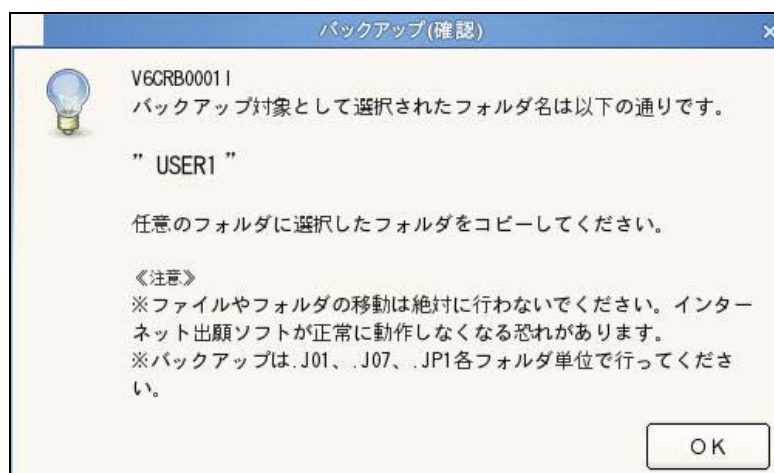 バックアップ(確認)
V6CRB0001I
バックアップ対象として選択されたフォルダ名は以下の通りです。
” USER1 ”
任意のフォルダに選択したフォルダをコピーしてください。
≪注意≫
※ファイルやフォルダの移動は絶対に行わないでください。インター
ネット出願ソフトが正常に動作しなくなる恐れがあります。
※バックアップは.J01、.J07、.JP1各フォルダ単位で行ってくださ
い。
OK